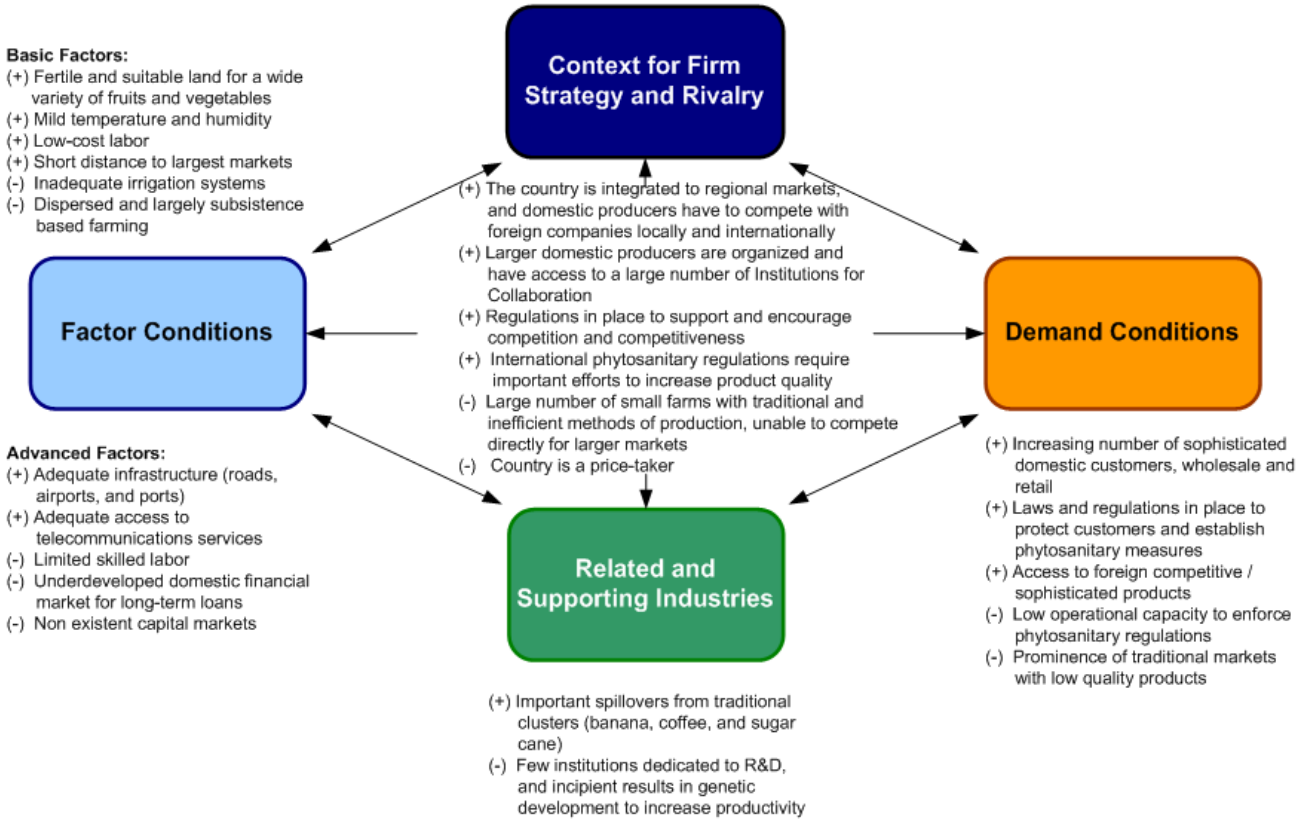 Context for Firm
Strategy and Rivalry
Basic Factors:
(+) Fertile and suitable land for a wide
variety of fruits and vegetables
(+) Mild temperature and humidity
(+) Low-cost labor
(+) Short distance to largest markets
(-) Inadequate irrigation systems
(-) Dispersed and largely subsistence
based farming
(+) The country is integrated to regional markets,
and domestic producers have to compete with
foreign companies locally and internationally
(+) Larger domestic producers are organized and
have access to a large number of Institutions for
Collaboration
(+) Regulations in place to support and encourage
competition and competitiveness
(+) International phytosanitary regulations require
important efforts to increase product quality
(-) Large number of small farms with traditional and
inefficient methods of production, unable to compete
directly for larger markets
(-) Country is a price-taker
Factor Conditions
Demand Conditions
Advanced Factors:
(+) Adequate infrastructure (roads,
airports, and ports)
(+) Adequate access to
telecommunications services
(-) Limited skilled labor
(-) Underdeveloped domestic financial
market for long-term loans
(-) Non existent capital markets
(+) Increasing number of sophisticated
domestic customers, wholesale and
retail
(+) Laws and regulations in place to
protect customers and establish
phytosanitary measures
(+) Access to foreign competitive /
sophisticated products
(-) Low operational capacity to enforce
phytosanitary regulations
(-) Prominence of traditional markets
with low quality products
Related and
Supporting Industries
(+) Important spillovers from traditional
clusters (banana, coffee, and sugar
cane)
(-) Few institutions dedicated to R&D,
and incipient results in genetic
development to increase productivity